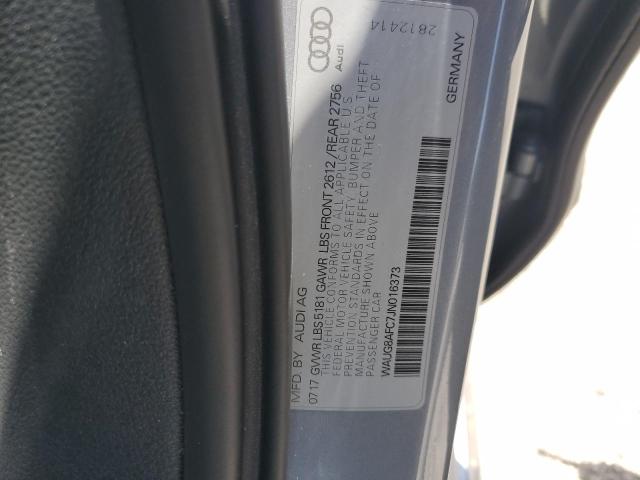 MFD. BY AUDI AG
0717 GVWR LBS 5181 GAWR LBS FRONT 2612 /REAR 2756
THIS VEHICLE CONFORMS TO ALL APPLICABLE U.S
FEDERAL MOTOR VEHICLE SAFETY, BUMPER AND THEFT
PREVENTION STANDARDS IN EFFECT ON THE DATE OF
MANUFACTURE SHOWN ABOVE
PASSENGER CAR
WAUG8AFC7JN016373
Audi
2812414
GERMANY